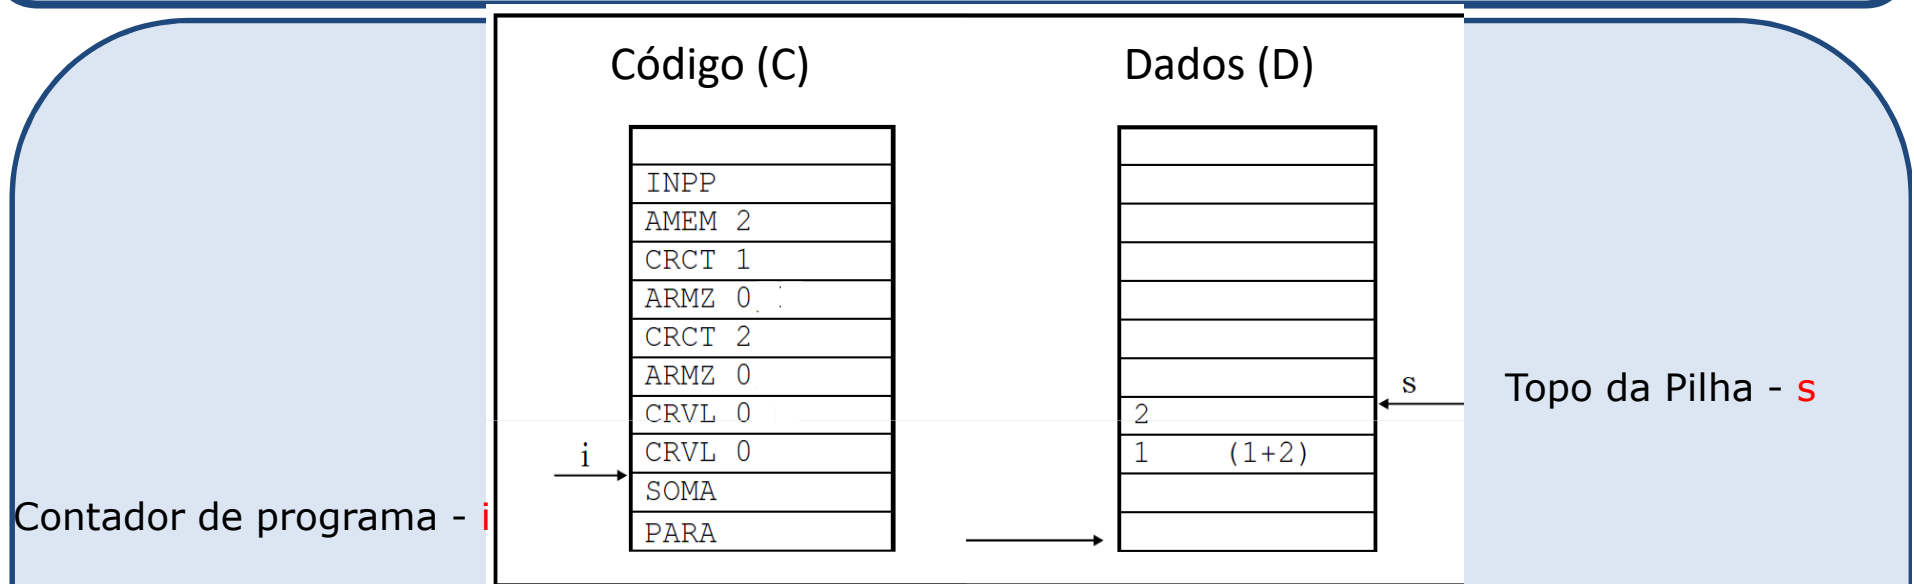 Código (C)
Dados (D)
INPP
AMEM 2
CRCT 1
ARMZ 0
CRCT 2
ARMZ 0
CRVL 0
CRVL 0
SOMA
PARA
i
Contador de programa - i
2
1 (1+2)
s
Topo da Pilha - s